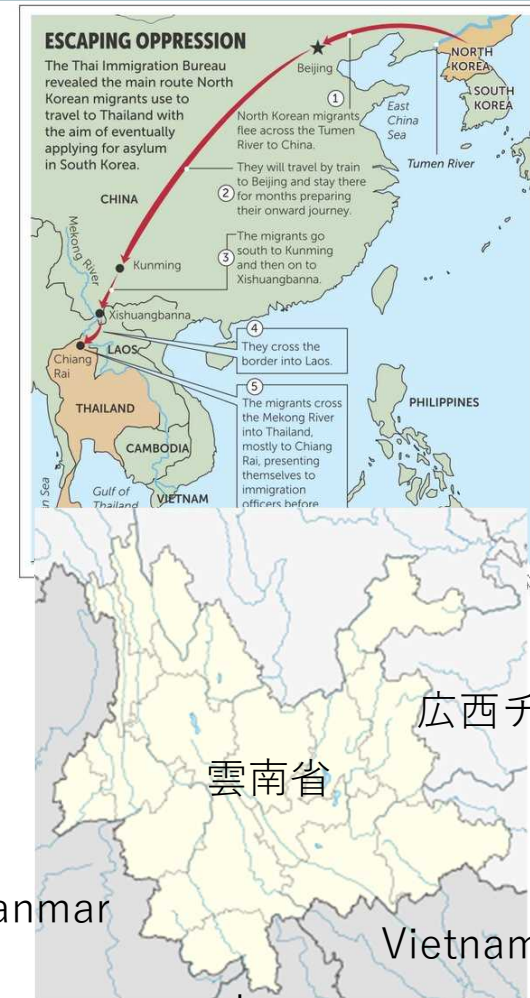 ESCAPING OPPRESSION
The Thai Immigration Bureau
revealed the main route North
Korean migrants use to
travel to Thailand with
the aim of eventually
applying for asylum
in South Korea.
Beijing
NORTH
KOREA
SOUTH
KOREA
East
China
Sea
Tumen River
1
North Korean migrants
flee across the Tumen
River to China.
2
They will travel by train
to Beijing and stay there
for months preparing
their onward journey.
CHINA
Mekong River
3
The migrants go
south to Kunming
and then on to
Xishuangbanna.
Kunming
Xishuangbanna
4
They cross the
border into Laos.
LAOS
Chiang
Rai
5
The migrants cross
the Mekong River
into Thailand,
mostly to Chiang
Rai, presenting
themselves to
immigration
officers before
THAILAND
PHILIPPINES
CAMBODIA
VIETNAM
Gulf of
Thailand
n Sea
広西チ
雲南省
anmar
Vietnam